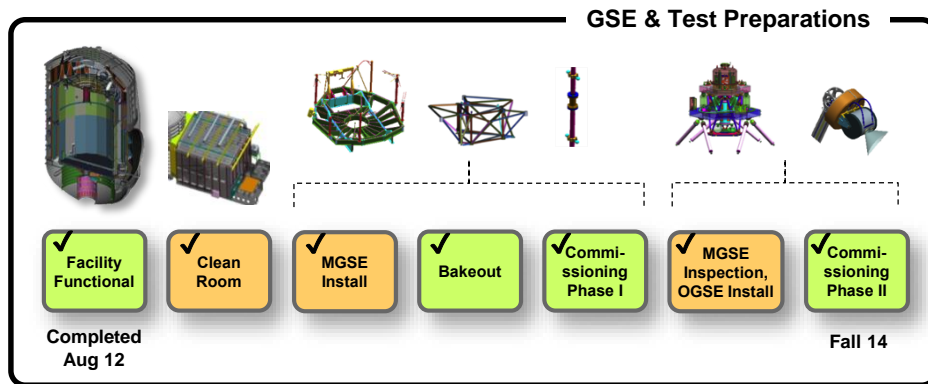 GSE & Test Preparations
Facility
Functional
Clean
Room
MGSE
Install
Bakeout
Commi-
ssioning
Phase I
MGSE
Inspection,
OGSE Install
Commi-
ssioning
Phase II
Completed
Aug 12
Fall 14